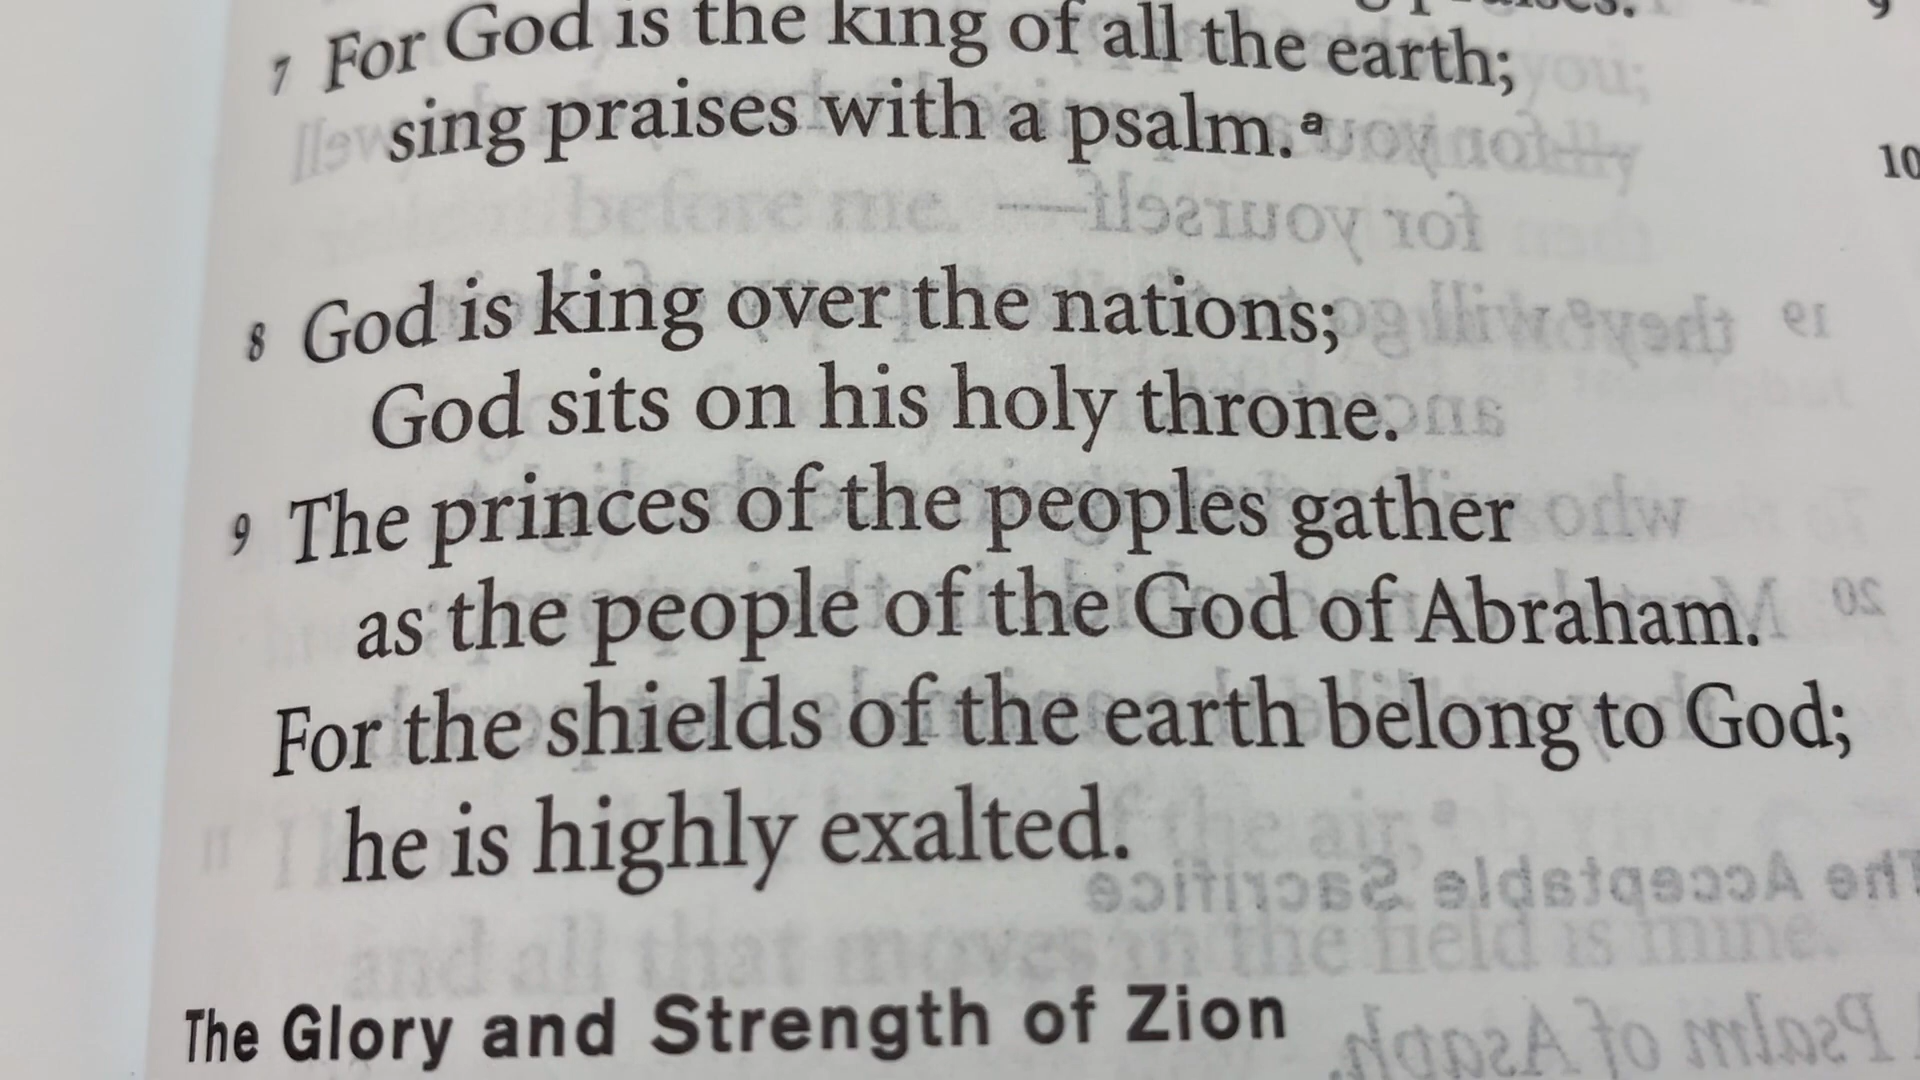 7 For God is the king of all the earth;
sing praises with a psalm. a
10
8 God is king over the nations;
God sits on his holy throne.
9 The princes of the peoples gather
as the people of the God of Abraham.
For the shields of the earth belong to God;
he is highly exalted.
The Glory and Strength of Zion